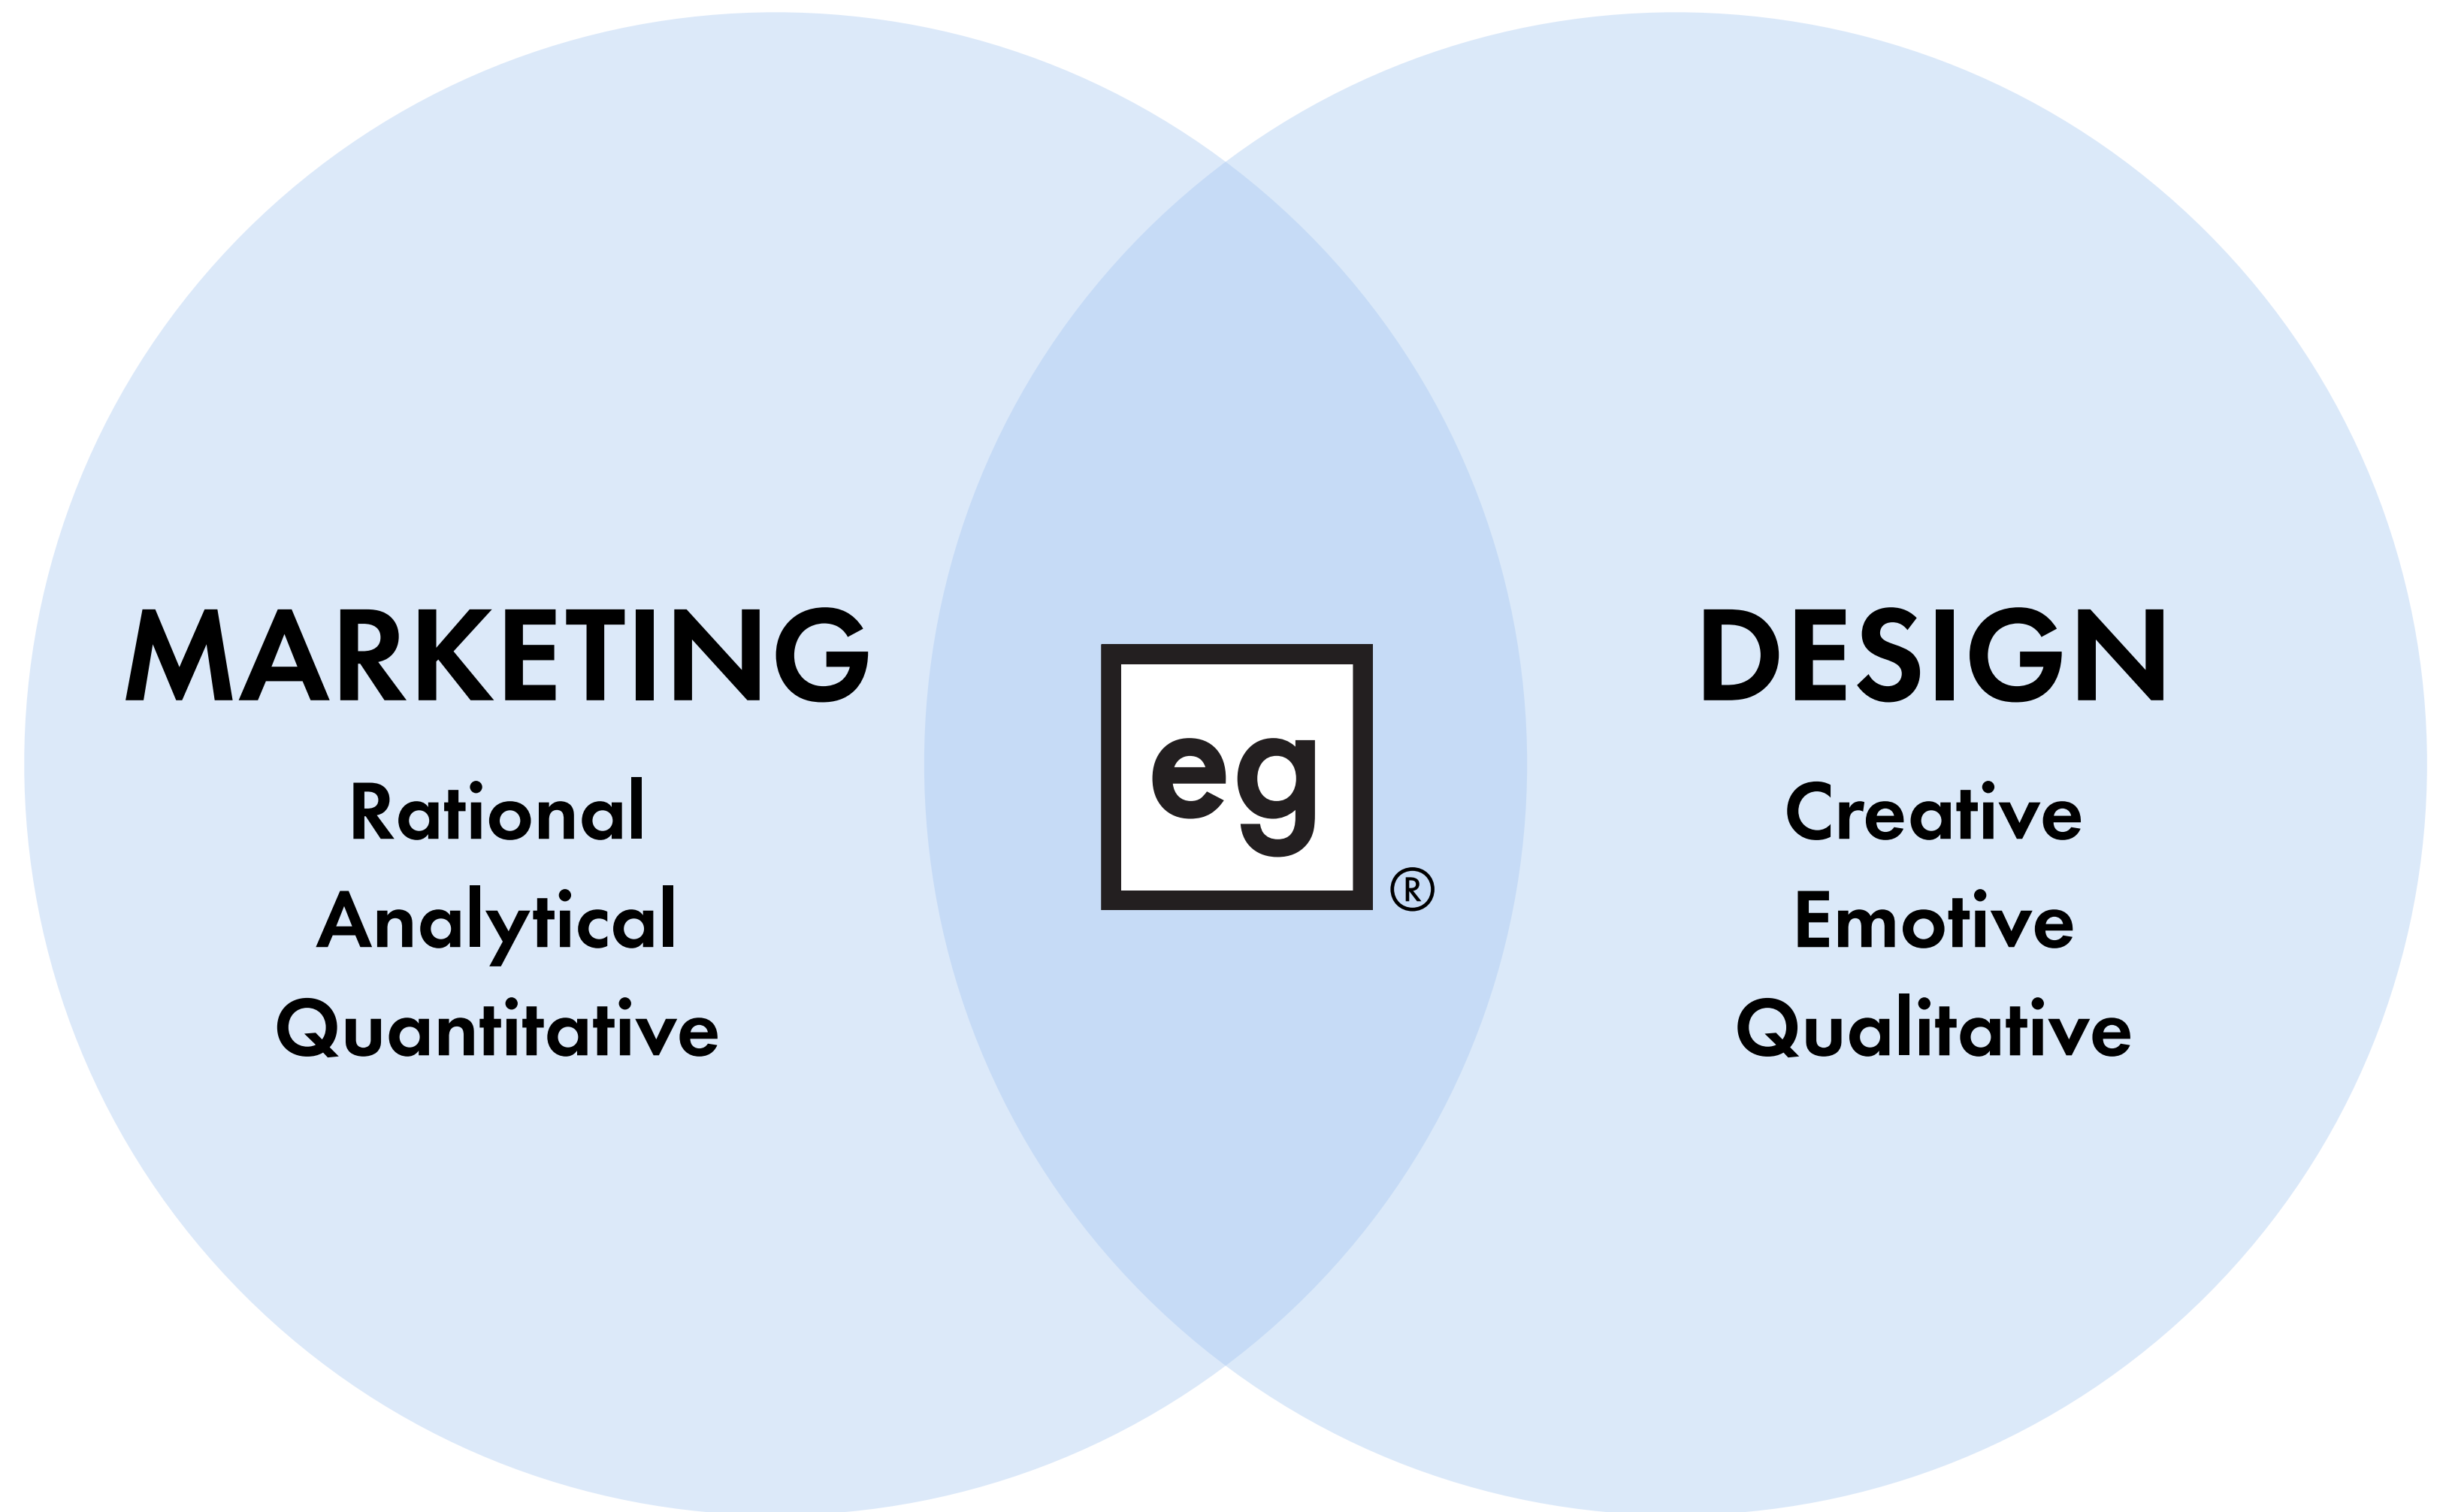 MARKETING
Rational
Analytical
Quantitative
eg
®
DESIGN
Creative
Emotive
Qualitative